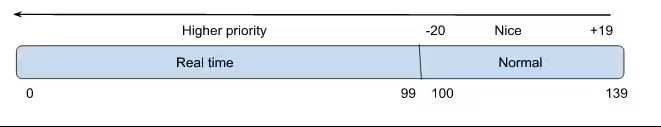 Higher priority -20 Nice +19
Real time Normal
0 99 100 139